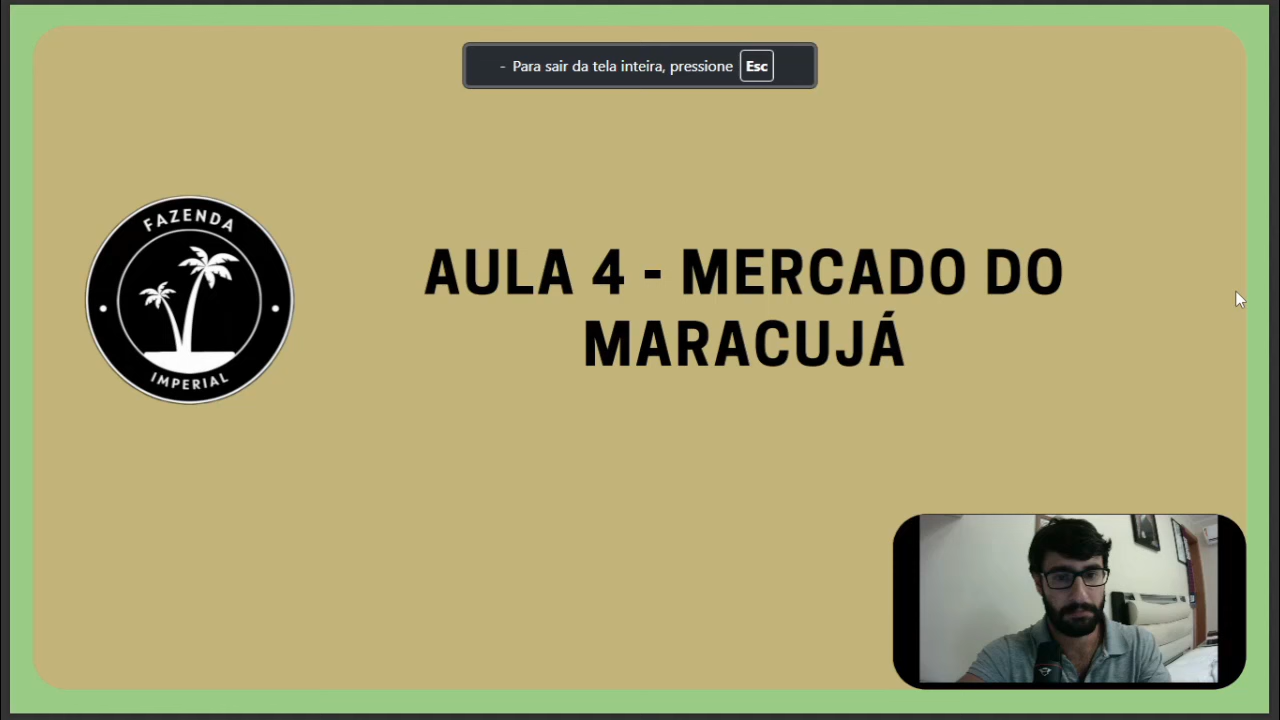 - Para sair da tela inteira, pressione Esc
FAZENDA
IMPERIAL
AULA 4 - MERCADO DO
MARACUJÁ